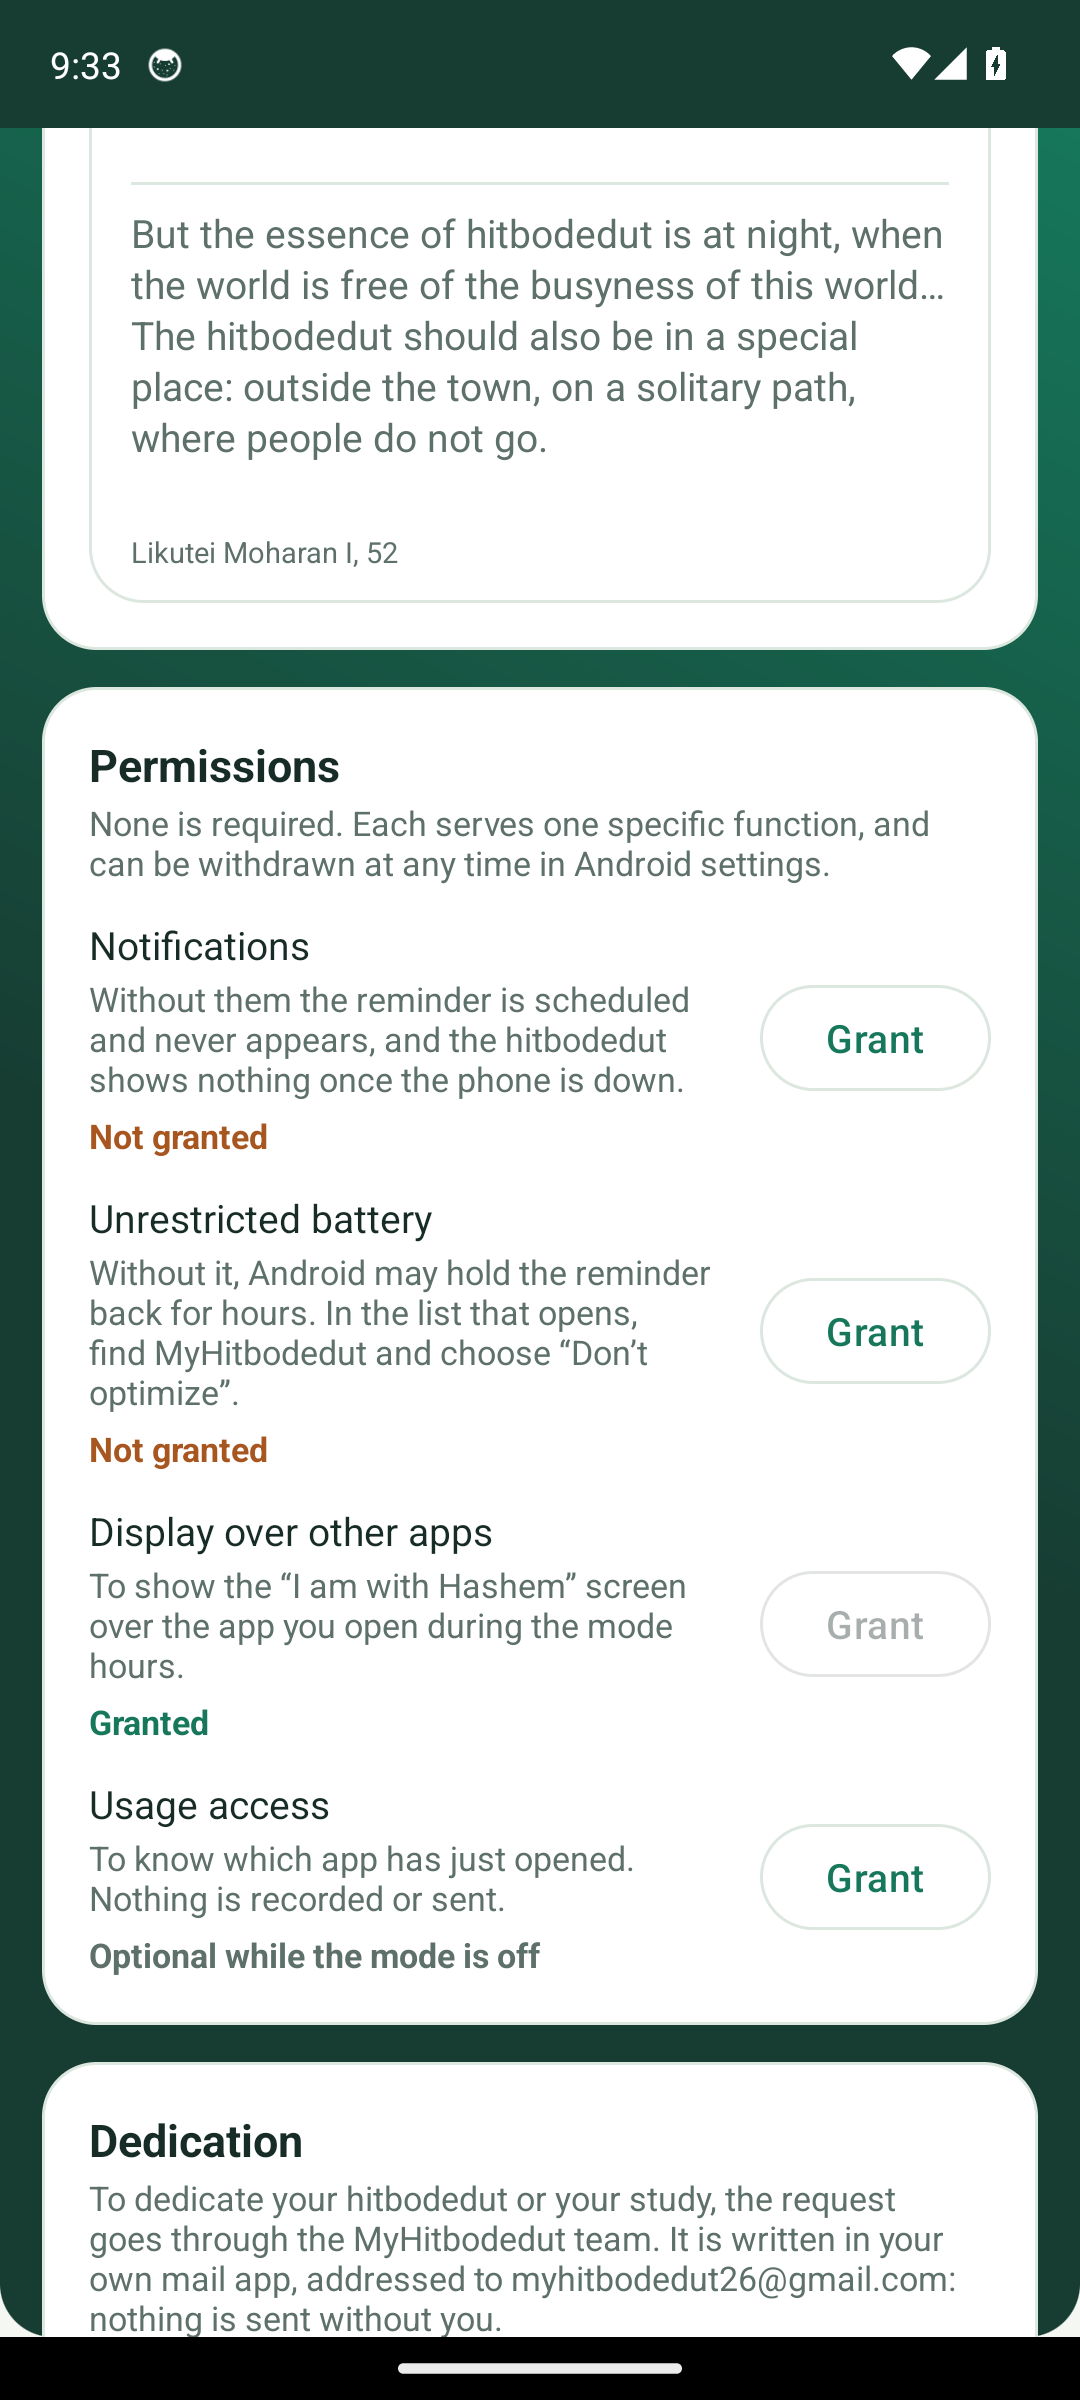 9:33
But the essence of hitbodedut is at night, when
the world is free of the busyness of this world…
The hitbodedut should also be in a special
place: outside the town, on a solitary path,
where people do not go.
Likutei Moharan I, 52
Permissions
None is required. Each serves one specific function, and
can be withdrawn at any time in Android settings.
Notifications
Without them the reminder is scheduled
and never appears, and the hitbodedut
shows nothing once the phone is down.
Not granted
Grant
Unrestricted battery
Without it, Android may hold the reminder
back for hours. In the list that opens,
find MyHitbodedut and choose “Don’t
optimize”.
Not granted
Grant
Display over other apps
To show the “I am with Hashem” screen
over the app you open during the mode
hours.
Granted
Grant
Usage access
To know which app has just opened.
Nothing is recorded or sent.
Optional while the mode is off
Grant
Dedication
To dedicate your hitbodedut or your study, the request
goes through the MyHitbodedut team. It is written in your
own mail app, addressed to myhitbodedut26@gmail.com:
nothing is sent without you.